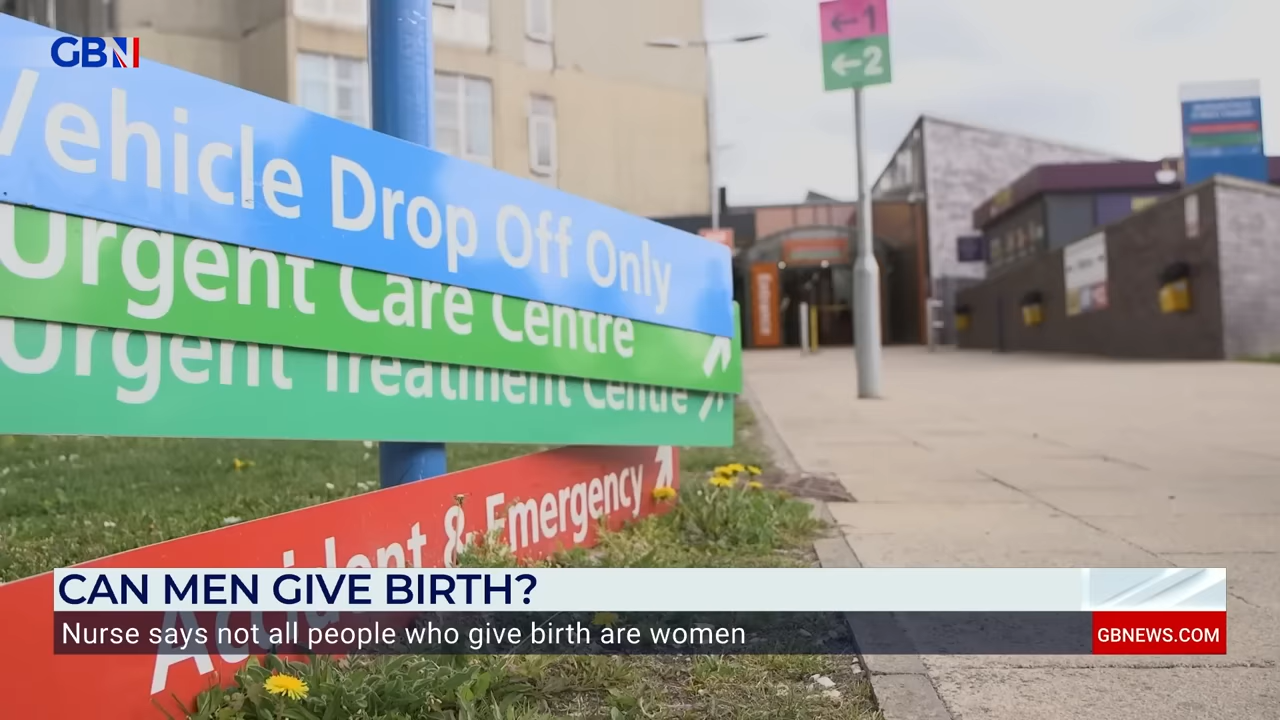 GBN
←1
←2
Vehicle Drop Off Only
Urgent Care Centre
Urgent Treatment Centre
Accident & Emergency
Entrance
CAN MEN GIVE BIRTH?
Nurse says not all people who give birth are women
GBNEWS.COM